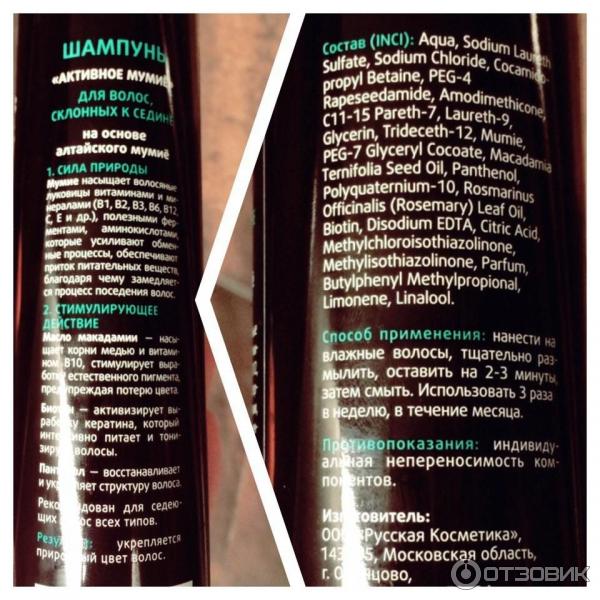 ШАМПУНЬ
«АКТИВНОЕ МУМИЁ»
ДЛЯ ВОЛОС,
СКЛОННЫХ К СЕДИНЕ
на основе
алтайского мумиё
1. СИЛА ПРИРОДЫ
Мумие насыщает волосяные
луковицы витаминами и ми-
нералами (В1, В2, В3, В6, В12,
С, Е и др.), полезными фер-
ментами, аминокислотами,
которые усиливают обмен-
ные процессы, обеспечивают
приток питательных веществ,
благодаря чему замедляет-
ся процесс поседения волос.
2. СТИМУЛИРУЮЩЕЕ
ДЕЙСТВИЕ
Масло макадамии — насы-
щает корни медью и витами-
ном В10, стимулирует выра-
ботку естественного пигмента,
предупреждая потерю цвета.
Биотин — активизирует вы-
работку кератина, который
интенсивно питает и тони-
зирует волосы.
Пантенол — восстанавливает
и укрепляет структуру волоса.
Рекомендован для седею-
щих волос всех типов.
Результат: укрепляется
природный цвет волос.
Состав (INCI): Aqua, Sodium Laureth
Sulfate, Sodium Chloride, Cocamido-
propyl Betaine, PEG-4
Rapeseedamide, Amodimethicone,
C11-15 Pareth-7, Laureth-9,
Glycerin, Trideceth-12, Mumie,
PEG-7 Glyceryl Cocoate, Macadamia
Ternifolia Seed Oil, Panthenol,
Polyquaternium-10, Rosmarinus
Officinalis (Rosemary) Leaf Oil,
Biotin, Disodium EDTA, Citric Acid,
Methylchloroisothiazolinone,
Methylisothiazolinone, Parfum,
Butylphenyl Methylpropional,
Limonene, Linalool.
Способ применения: нанести на
влажные волосы, тщательно раз-
мылить, оставить на 2-3 минуты,
затем смыть. Использовать 3 раза
в неделю, в течение месяца.
Противопоказания: индивиду-
альная непереносимость ком-
понентов.
Изготовитель:
ООО «Русская Косметика»,
Московская область,
г. Одинцово,
ОТЗОВИК